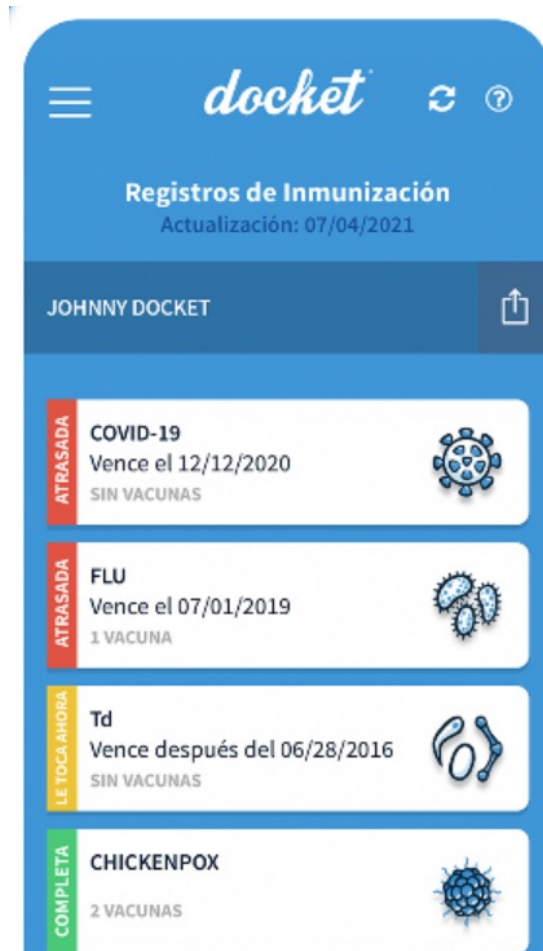 docket
Registros de Inmunización
Actualización: 07/04/2021
JOHNNY DOCKET
ATRASADA
COVID-19
Vence el 12/12/2020
SIN VACUNAS
ATRASADA
FLU
Vence el 07/01/2019
1 VACUNA
LE TOCA AHORA
Td
Vence después del 06/28/2016
SIN VACUNAS
COMPLETA
CHICKENPOX
2 VACUNAS